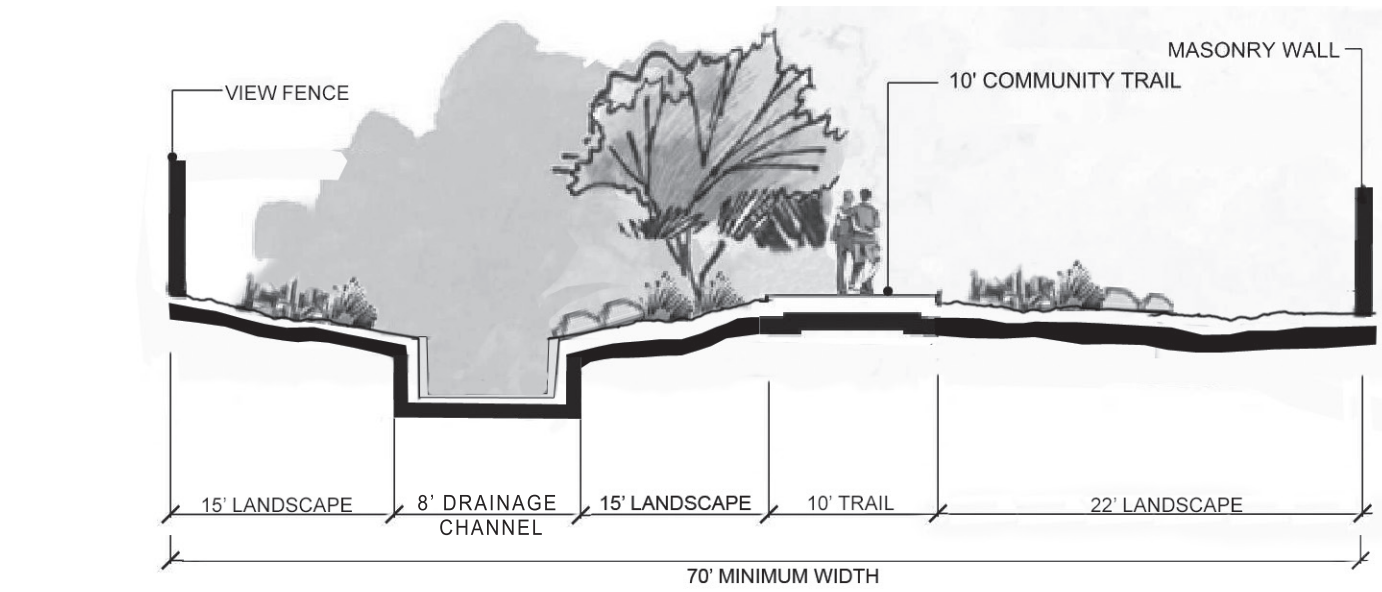 MASONRY WALL
10' COMMUNITY TRAIL
VIEW FENCE
15’ LANDSCAPE
8’ DRAINAGE
CHANNEL
15’ LANDSCAPE
10’ TRAIL
22’ LANDSCAPE
70’ MINIMUM WIDTH